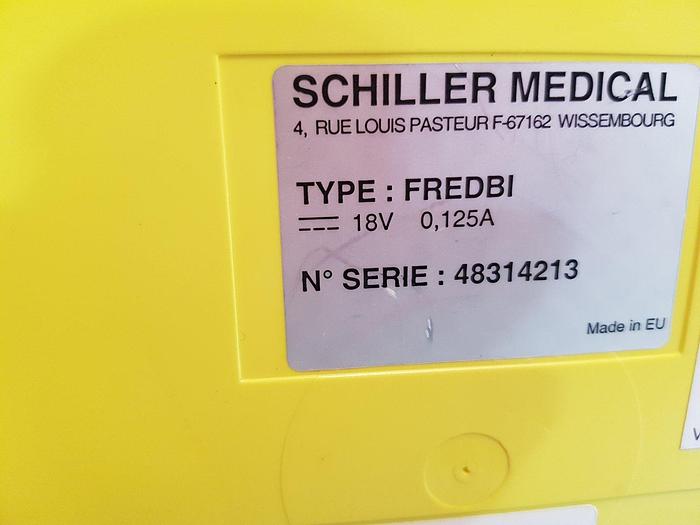 SCHILLER MEDICAL
4, RUE LOUIS PASTEUR F-67162 WISSEMBOURG
TYPE : FREDBI
⎓ 18V 0,125A
N° SERIE : 48314213
Made in EU